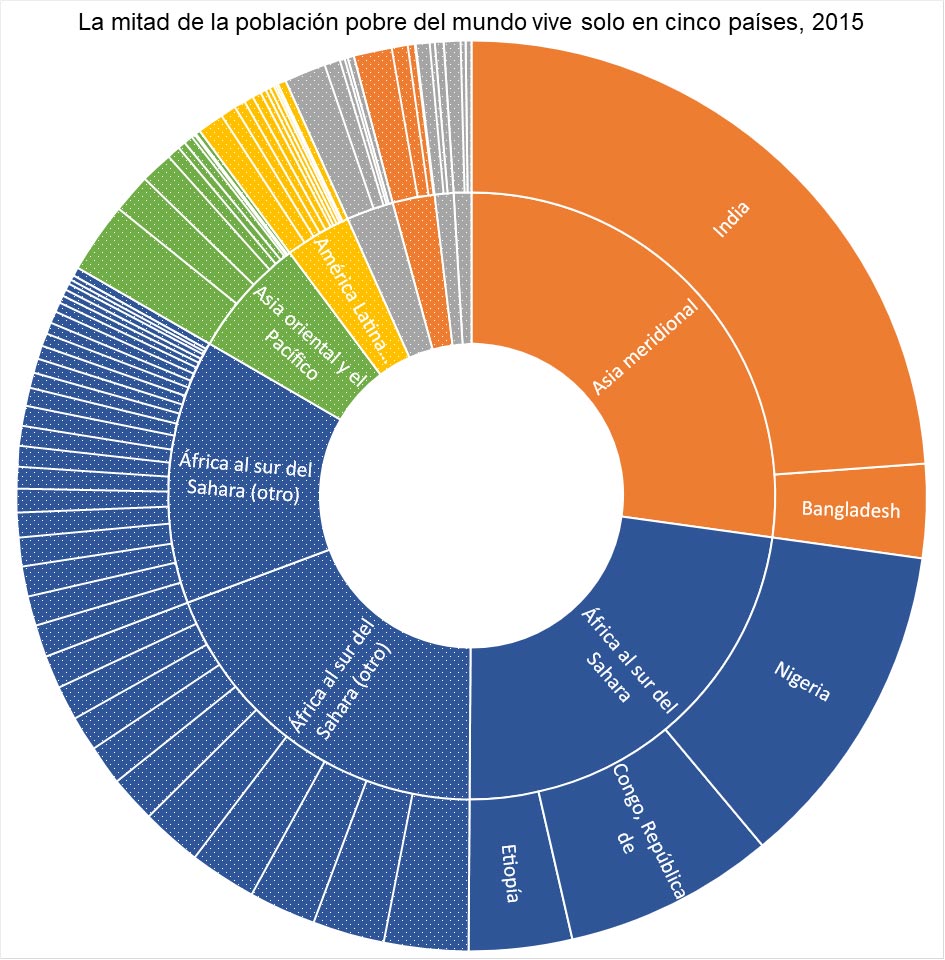 La mitad de la población pobre del mundo vive solo en cinco países, 2015
India
Asia meridional
Bangladesh
África al sur del
Sahara
Nigeria
Congo, República
de
Etiopía
África al sur del
Sahara (otro)
África al sur del
Sahara (otro)
Asia oriental y el
Pacífico
América Latina...